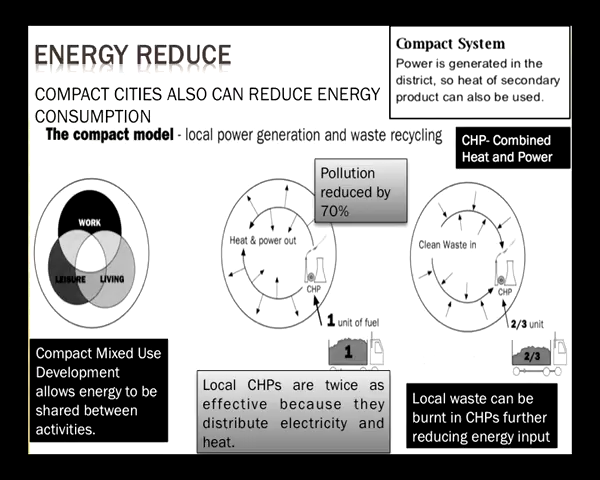 ENERGY REDUCE
Compact System
Power is generated in the
district, so heat of secondary
product can also be used.
COMPACT CITIES ALSO CAN REDUCE ENERGY
CONSUMPTION
The compact model - local power generation and waste recycling
CHP- Combined
Heat and Power
Pollution
reduced by
70%
WORK
LEISURE
LIVING
Heat & power out
CHP
1 unit of fuel
1
Clean Waste in
CHP
2/3 unit
2/3
Compact Mixed Use
Development
allows energy to be
shared between
activities.
Local CHPs are twice as
effective because they
distribute electricity and
heat.
Local waste can be
burnt in CHPs further
reducing energy input